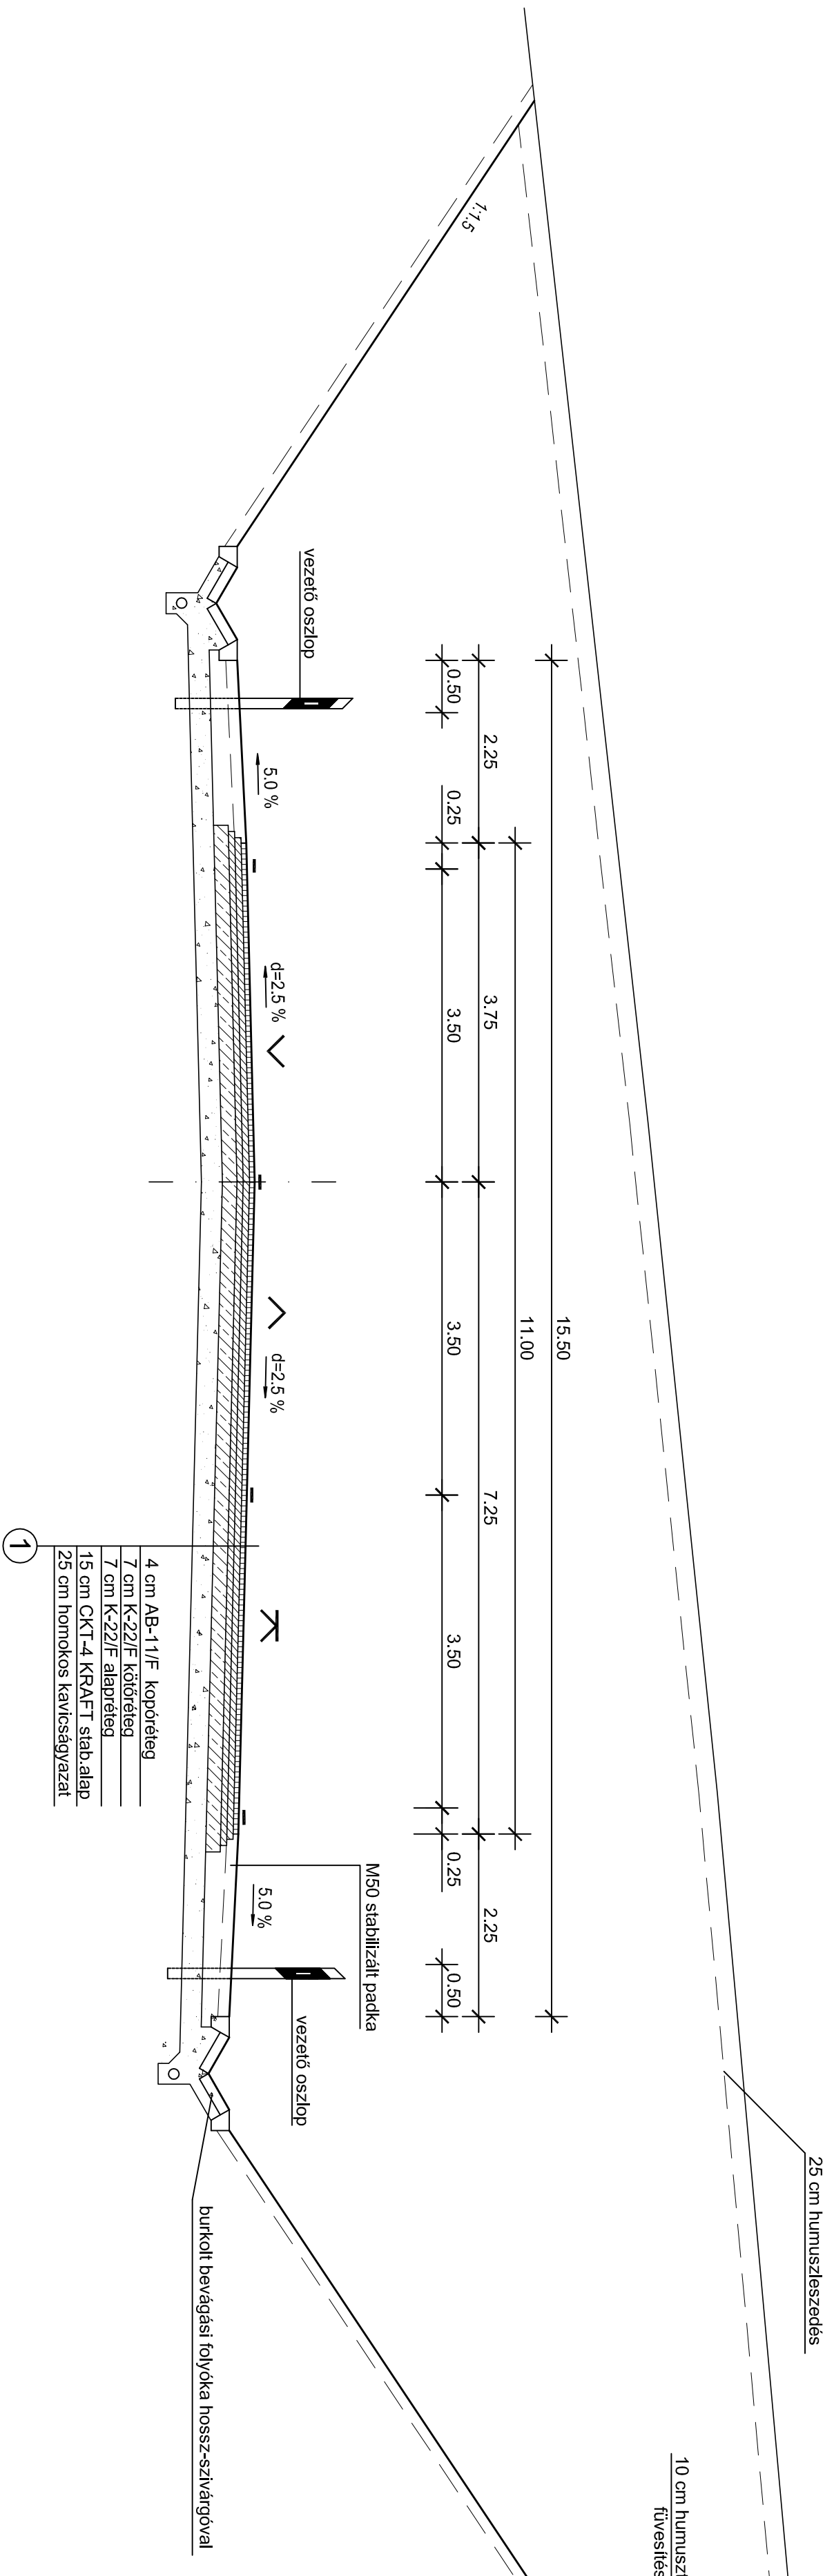 25 cm humuszleszedés
10 cm humuszt
füvesítés
1:1.5
15.50
11.00
2.25
3.75
7.25
2.25
0.50
0.25
3.50
3.50
3.50
0.25
0.50
vezető oszlop
5.0 %
d=2.5 %
d=2.5 %
5.0 %
M50 stabilizált padka
vezető oszlop
burkolt bevágási folyóka hossz-szivárgóval
4 cm AB-11/F kopóréteg
7 cm K-22/F kötőréteg
7 cm K-22/F alapréteg
15 cm CKT-4 KRAFT stab.alap
25 cm homokos kavicságyazat
1